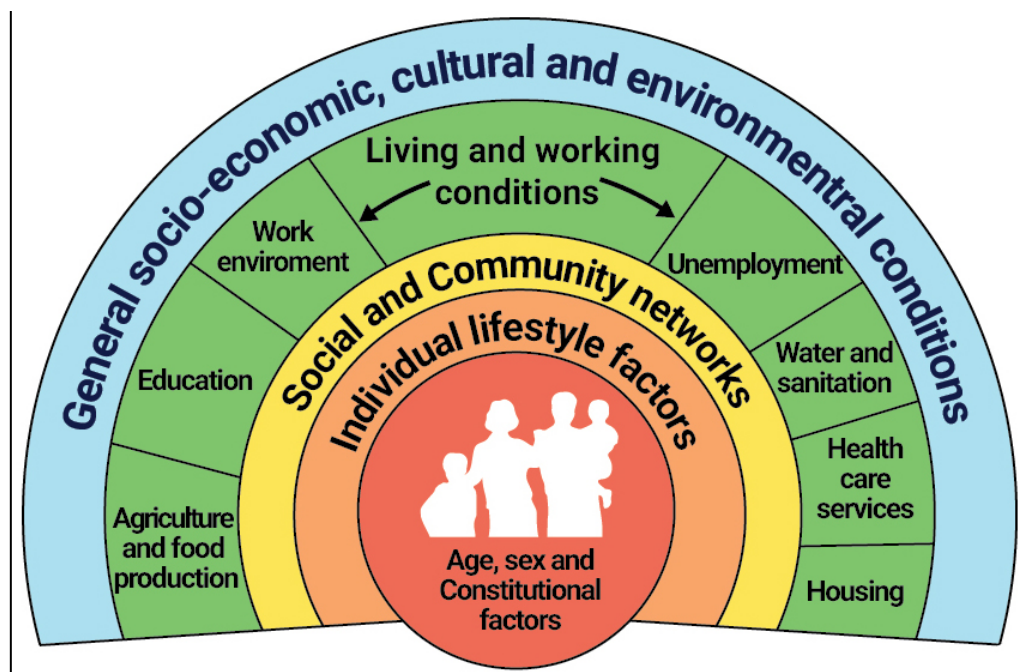 General socio-economic, cultural and environmentral conditions
Living and working
conditions
Work
enviroment
Unemployment
Education
Water and
sanitation
Agriculture
and food
production
Health
care
services
Housing
Social and Community networks
Individual lifestyle factors
Age, sex and
Constitutional
factors